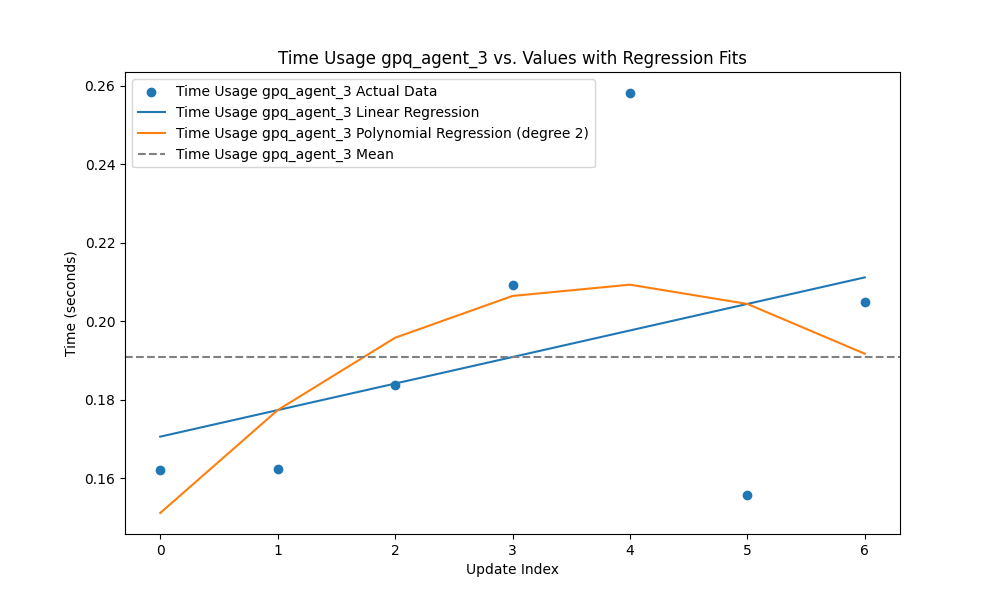 Time Usage gpq_agent_3 vs. Values with Regression Fits
Time Usage gpq_agent_3 Actual Data
Time Usage gpq_agent_3 Linear Regression
Time Usage gpq_agent_3 Polynomial Regression (degree 2)
Time Usage gpq_agent_3 Mean
0.26
0.24
0.22
0.20
0.18
0.16
Time (seconds)
0 1 2 3 4 5 6
Update Index